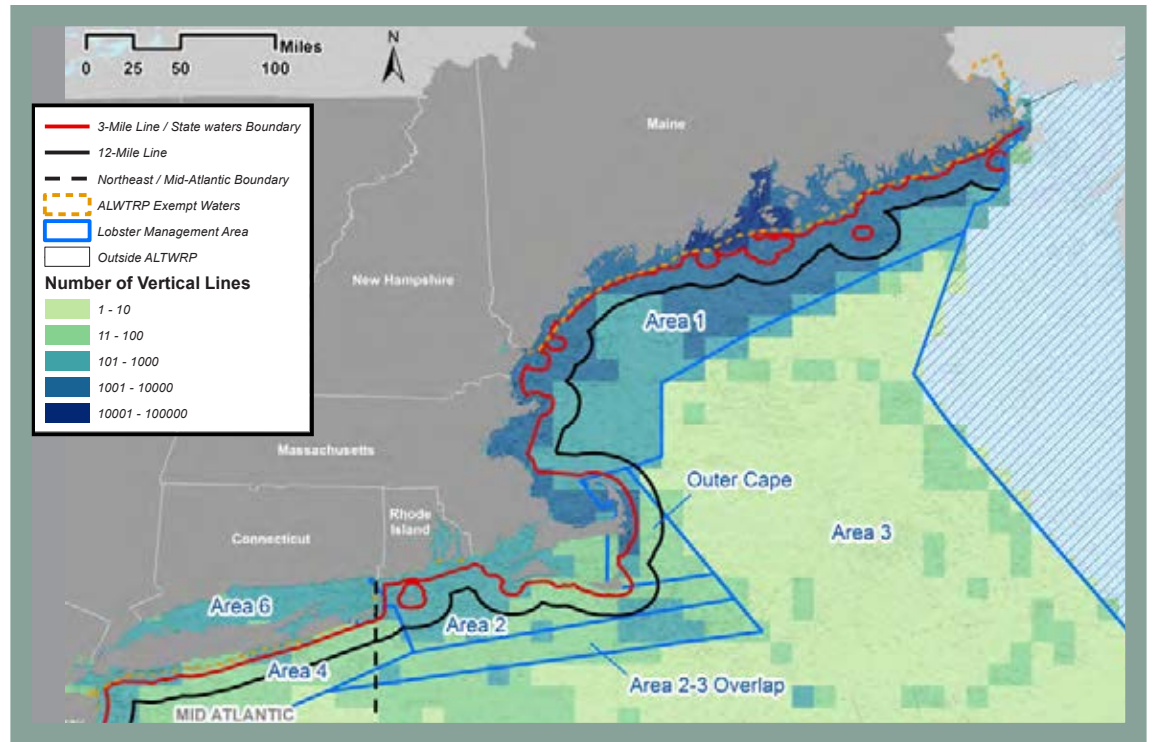 Miles
0 25 50 100
N
3-Mile Line / State waters Boundary
12-Mile Line
Northeast / Mid-Atlantic Boundary
ALWTRP Exempt Waters
Lobster Management Area
Outside ALTWRP
Number of Vertical Lines
1 - 10
11 - 100
101 - 1000
1001 - 10000
10001 - 100000
Maine
New Hampshire
Area 1
Massachusetts
Outer Cape
Rhode
Island
Connecticut
Area 3
Area 6
Area 2
Area 4
Area 2-3 Overlap
MID ATLANTIC